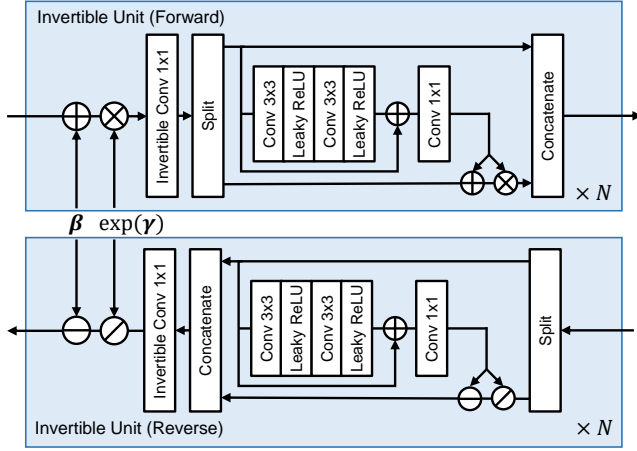 Invertible Unit (Forward)
Invertible Conv 1x1
Split
Conv 3x3
Leaky ReLU
Conv 3x3
Leaky ReLU
Conv 1x1
Concatenate
× N
β exp(γ)
Invertible Conv 1x1
Concatenate
Conv 3x3
Leaky ReLU
Conv 3x3
Leaky ReLU
Conv 1x1
Split
Invertible Unit (Reverse)
× N